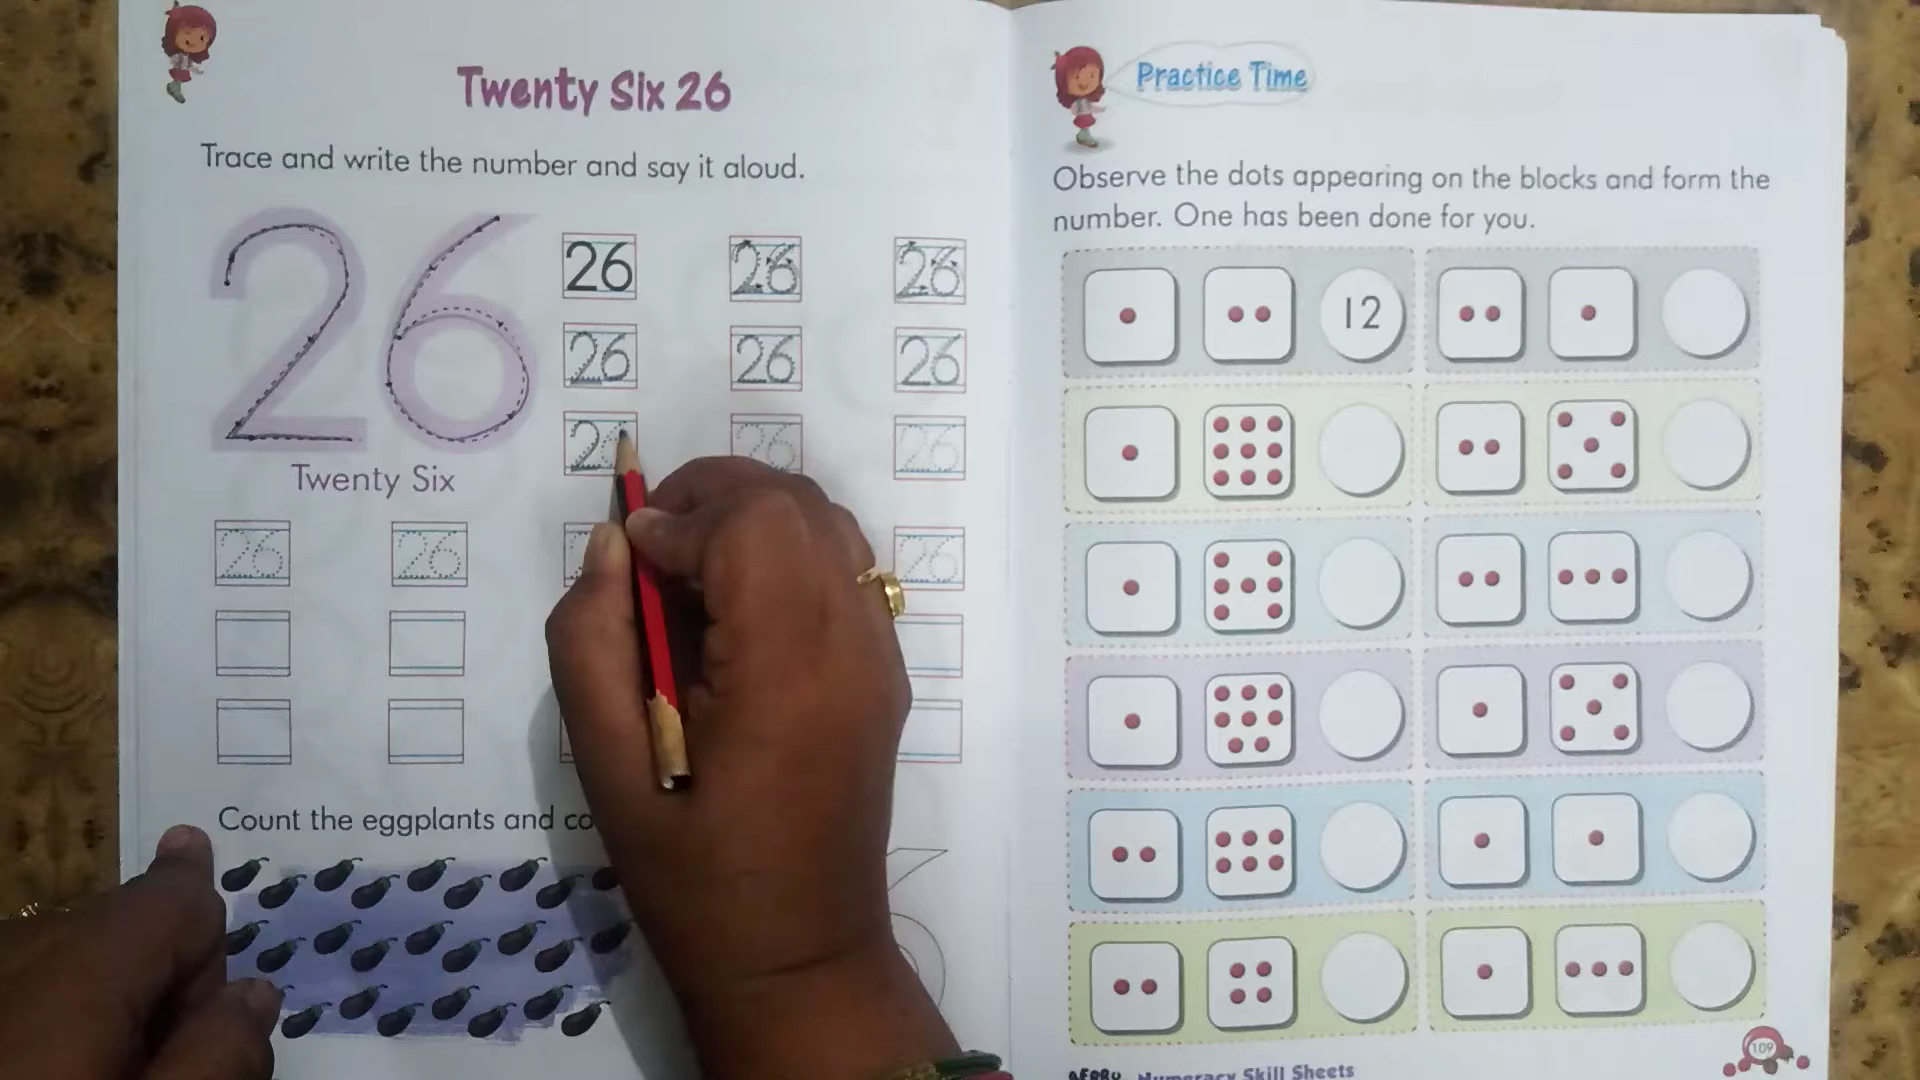 Twenty Six 26
Trace and write the number and say it aloud.
26 26 26
26 26 26
26 26 26
Twenty Six
26 26 26
Count the eggplants and
Practice Time
Observe the dots appearing on the blocks and form the
number. One has been done for you.
12
109
Numeracy Skill Sheets